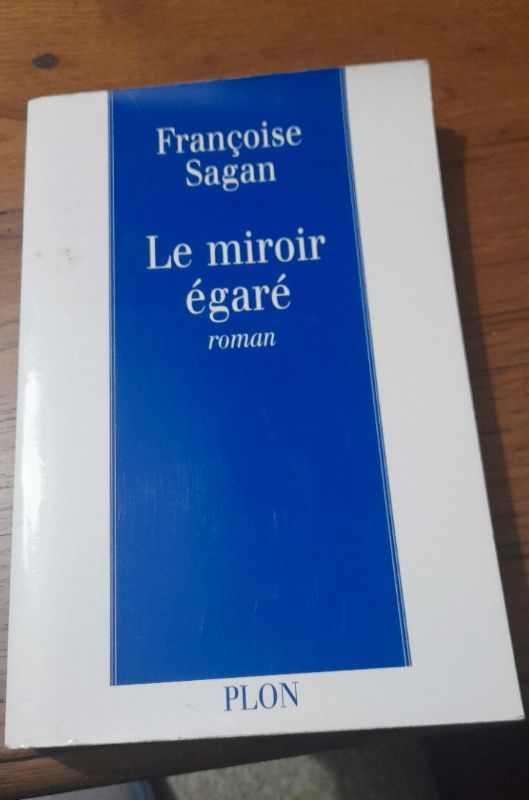 Françoise
Sagan
Le miroir
égaré
roman
PLON